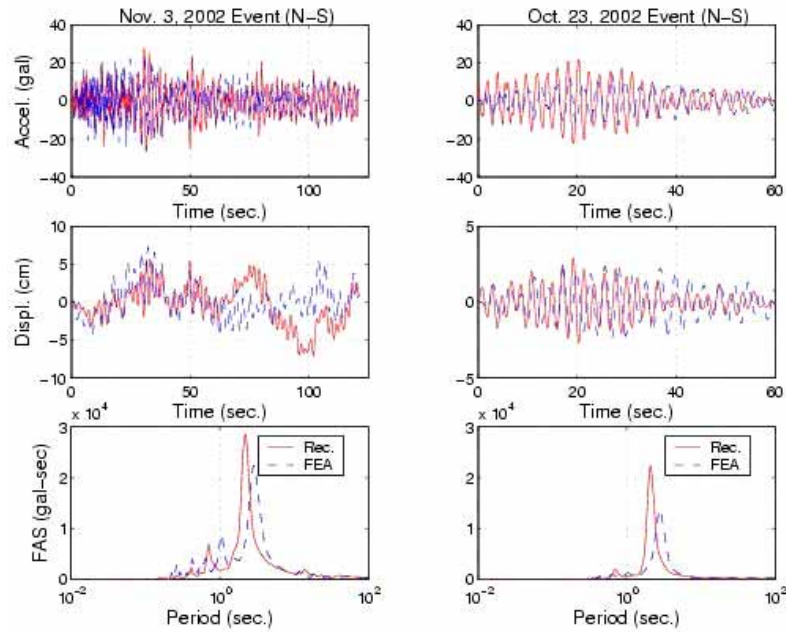 Nov. 3, 2002 Event (N-S)
Oct. 23, 2002 Event (N-S)
Accel. (gal)
40
20
0
-20
-40
0
50
100
Time (sec.)
40
20
0
-20
-40
0
20
40
60
Time (sec.)
Displ. (cm)
10
5
0
-5
-10
0
50
100
Time (sec.)
5
0
-5
0
20
40
60
Time (sec.)
FAS (gal-sec)
x 10^4
3
2
1
0
Rec.
FEA
10^-2
10^0
10^2
Period (sec.)
x 10^4
3
2
1
0
Rec.
FEA
10^-2
10^0
10^2
Period (sec.)